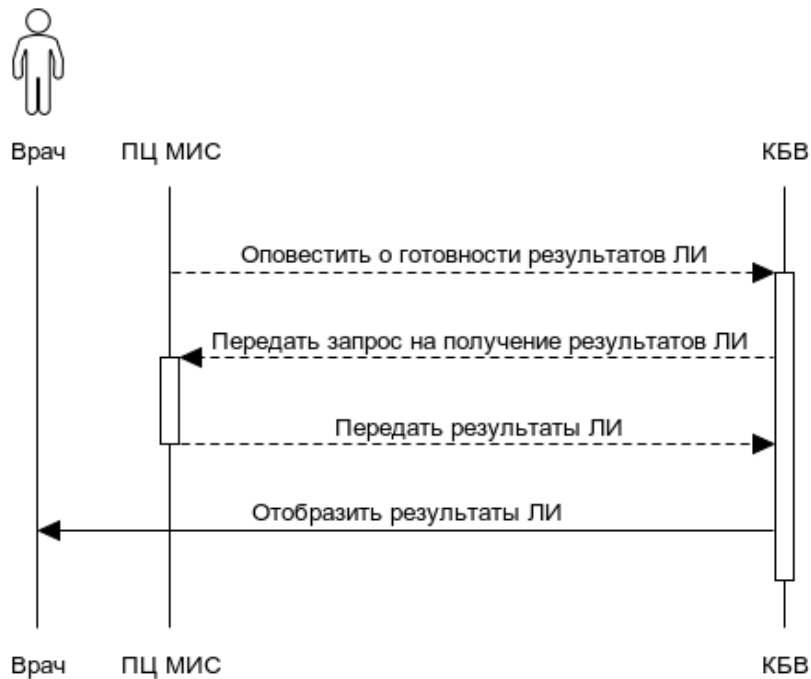 Врач ПЦ МИС КБВ
Оповестить о готовности результатов ЛИ
Передать запрос на получение результатов ЛИ
Передать результаты ЛИ
Отобразить результаты ЛИ
Врач ПЦ МИС КБВ